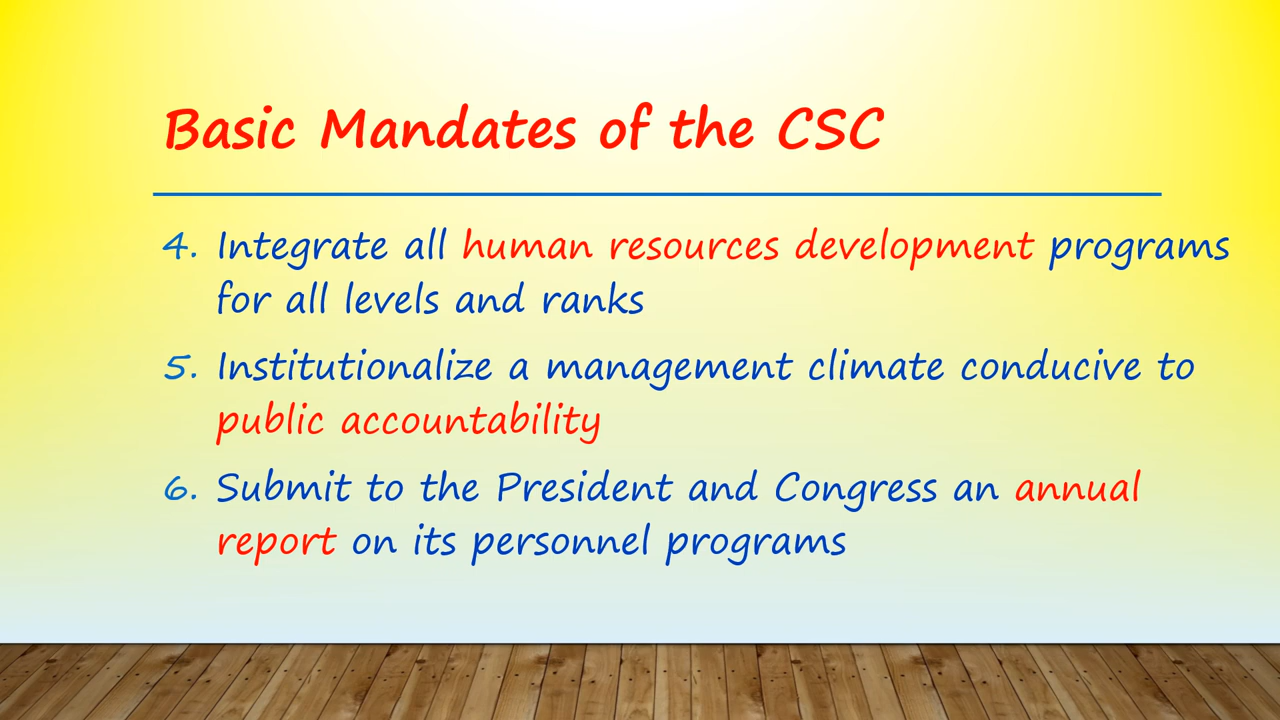 Basic Mandates of the CSC
4. Integrate all human resources development programs
for all levels and ranks
5. Institutionalize a management climate conducive to
public accountability
6. Submit to the President and Congress an annual
report on its personnel programs